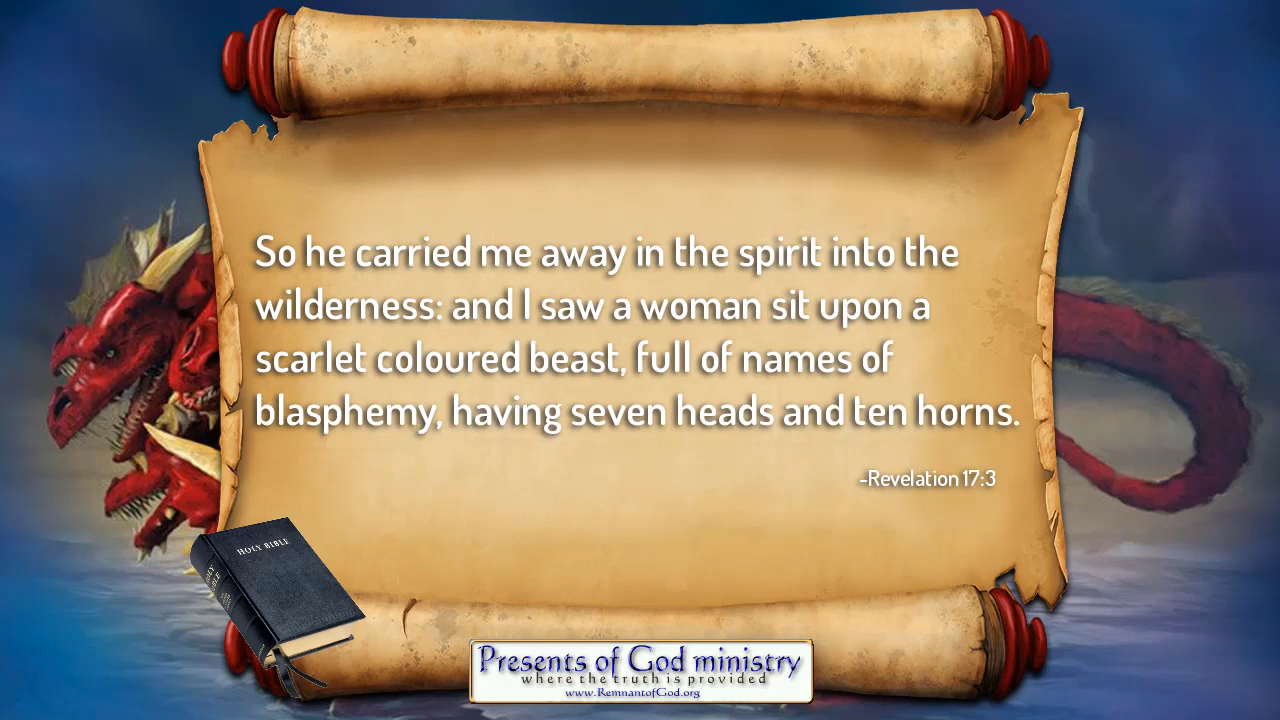 So he carried me away in the spirit into the
wilderness: and I saw a woman sit upon a
scarlet coloured beast, full of names of
blasphemy, having seven heads and ten horns.
-Revelation 17:3
HOLY BIBLE
HOLY
BIBLE
Presents of God ministry
where the truth is provided
www.RemnantofGod.org